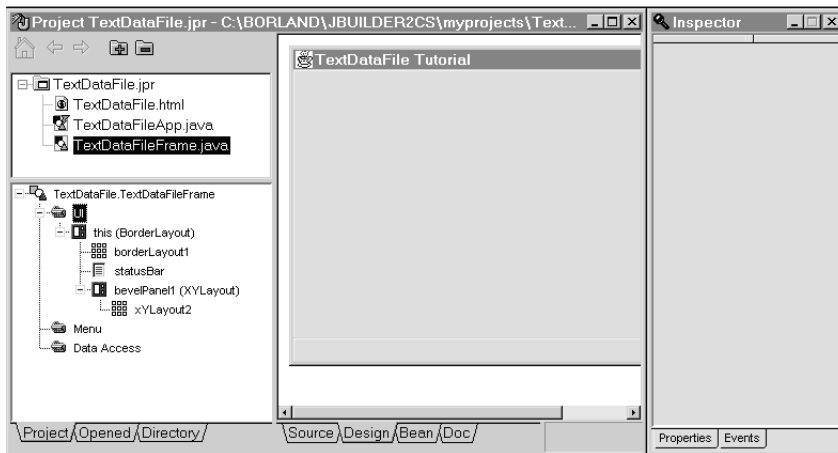 Project TextDataFile.jpr - C:\BORLAND\JBUILDER2CS\myprojects\Text...
Inspector
TextDataFile.jpr
TextDataFile.html
TextDataFileApp.java
TextDataFileFrame.java
TextDataFile Tutorial
TextDataFile.TextDataFileFrame
UI
this (BorderLayout)
borderLayout1
statusBar
bevelPanel1 (XYLayout)
xYLayout2
Menu
Data Access
Project Opened Directory
Source Design Bean Doc
Properties Events